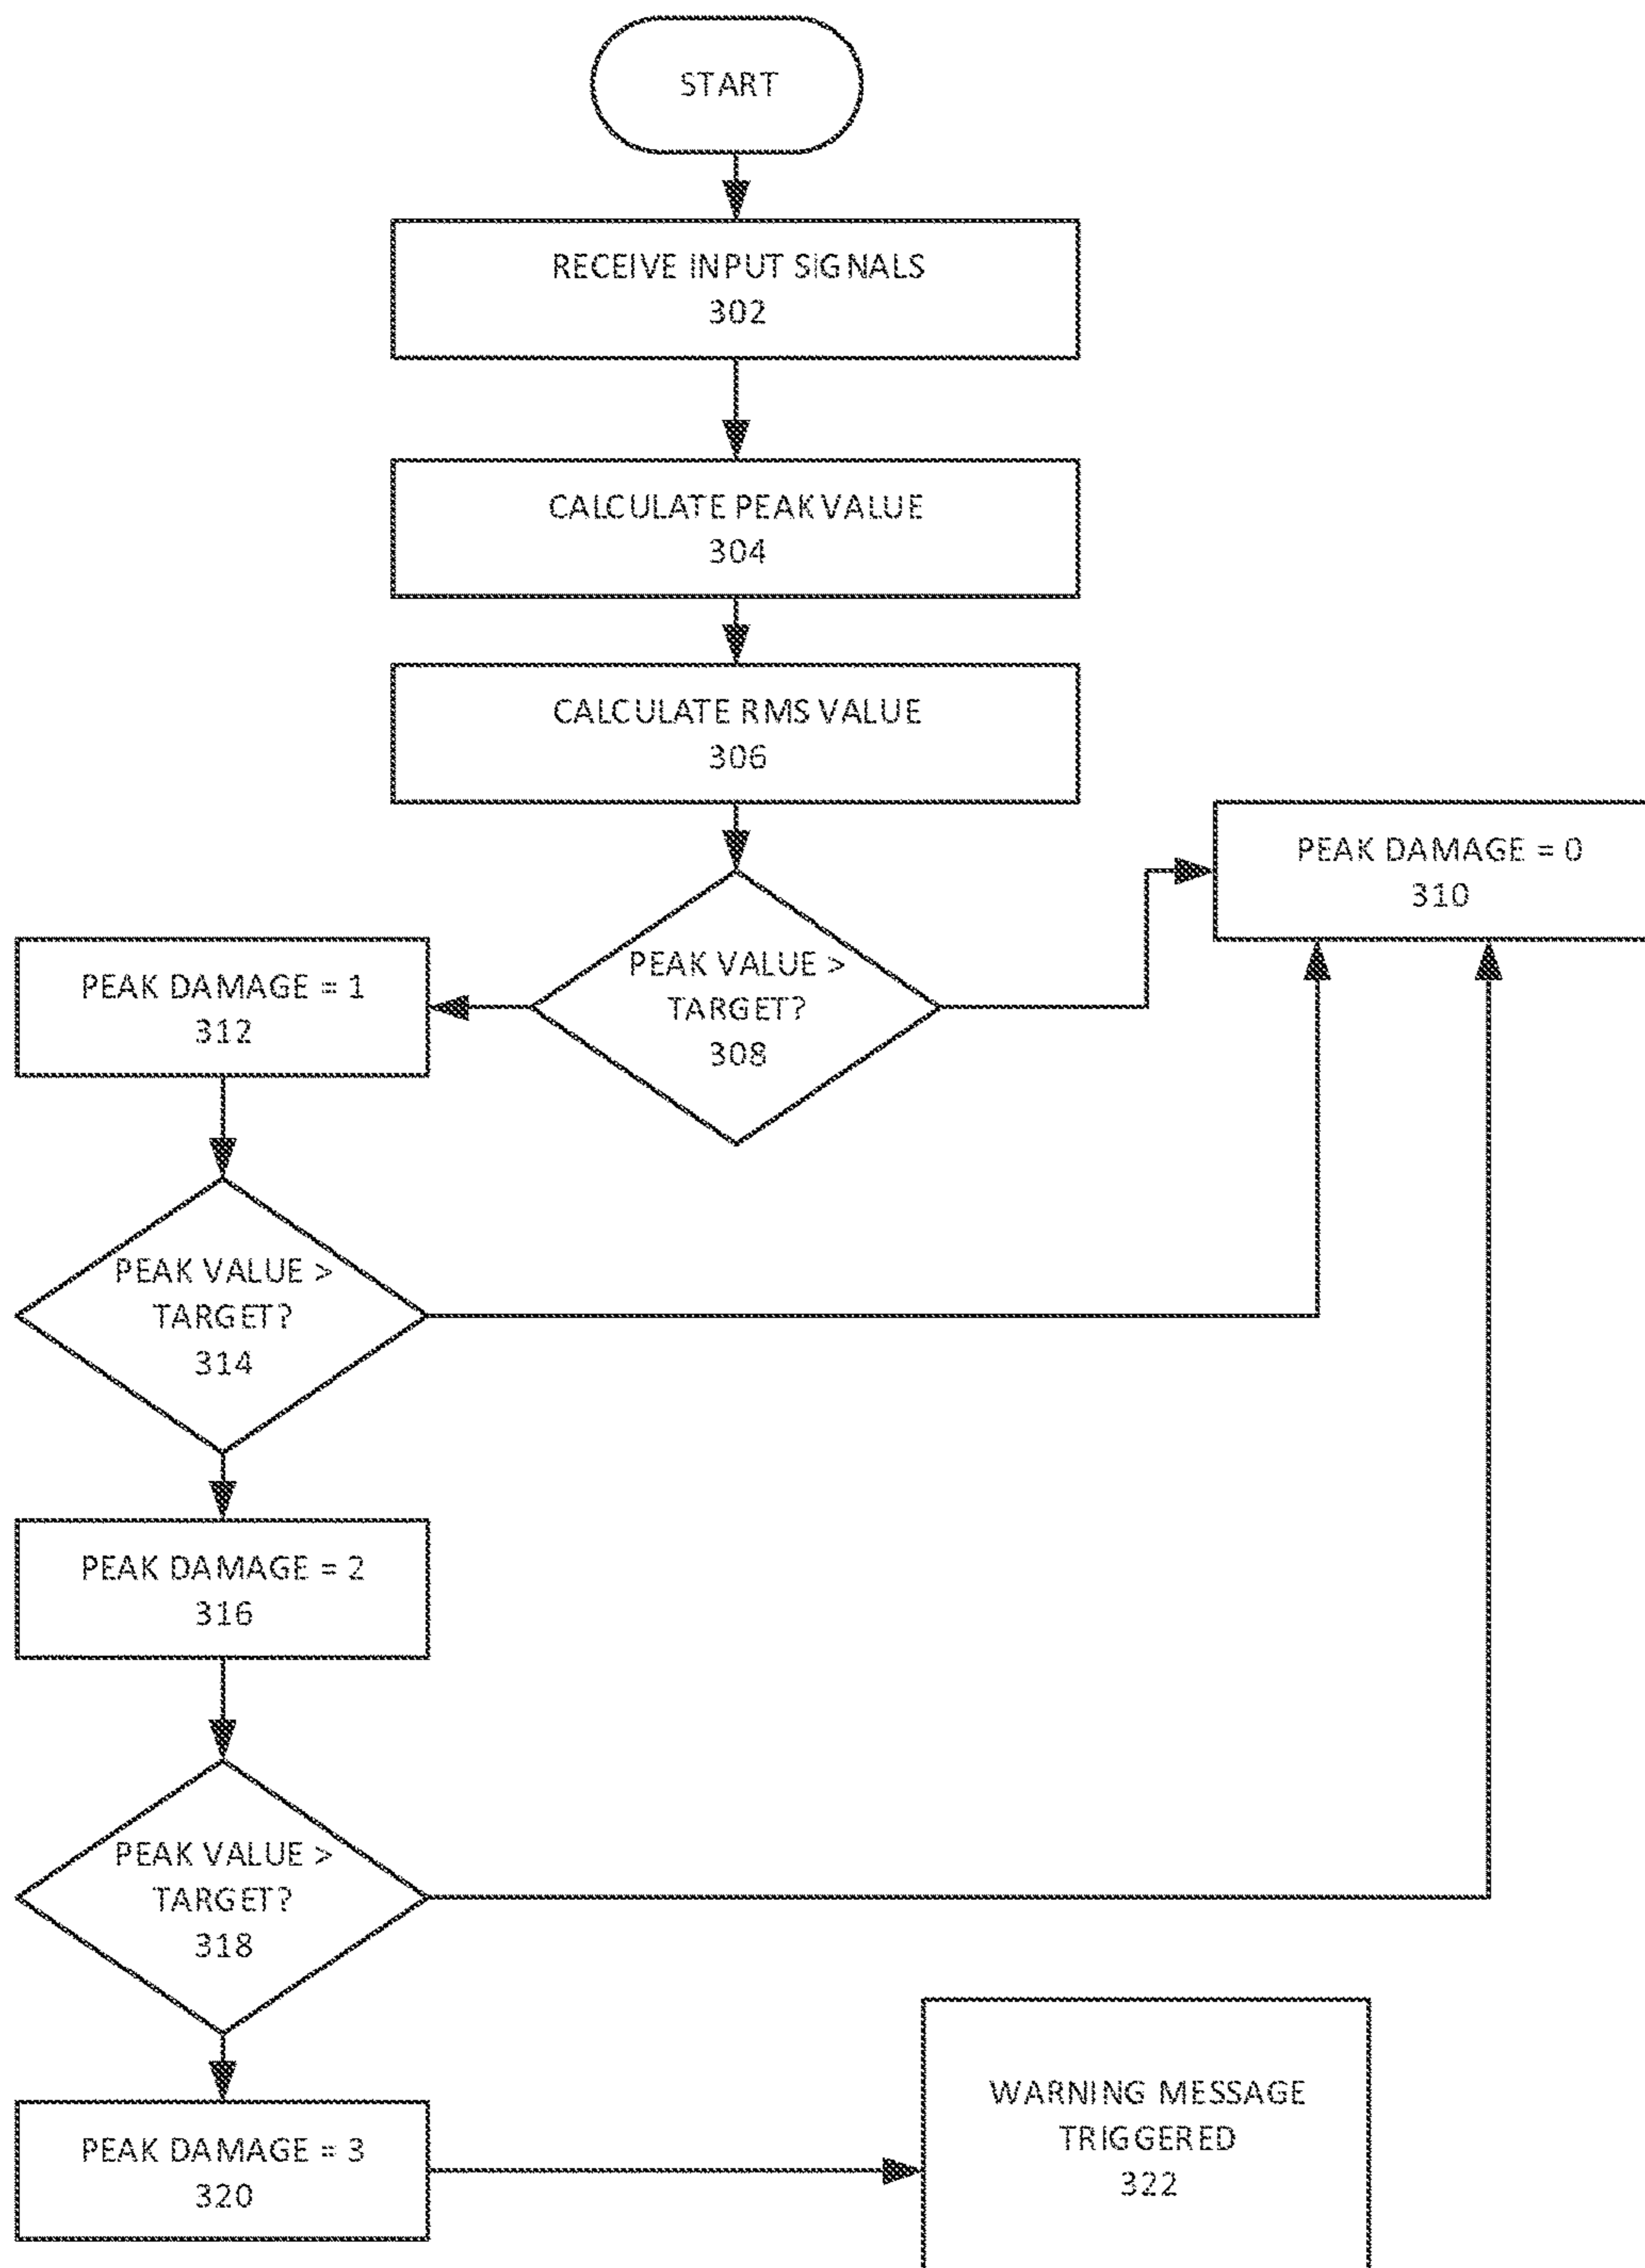 START
RECEIVE INPUT SIGNALS
302
CALCULATE PEAK VALUE
304
CALCULATE RMS VALUE
306
PEAK DAMAGE = 0
310
PEAK VALUE >
TARGET?
308
PEAK DAMAGE = 1
312
PEAK VALUE >
TARGET?
314
PEAK DAMAGE = 2
316
PEAK VALUE >
TARGET?
318
PEAK DAMAGE = 3
320
WARNING MESSAGE
TRIGGERED
322